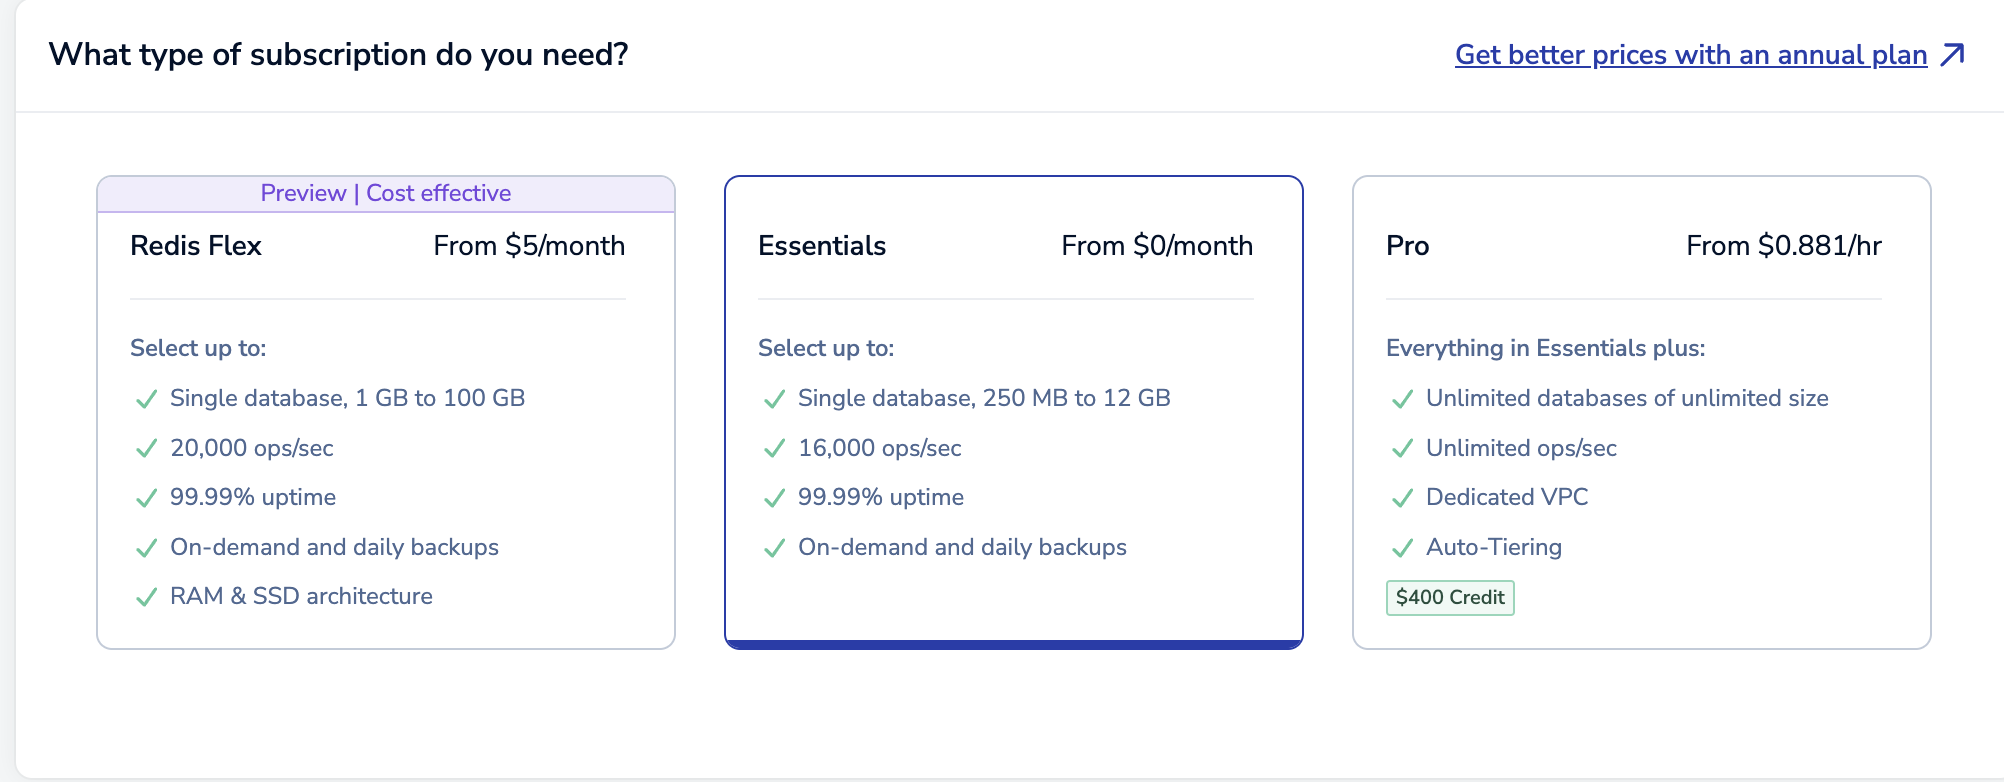 What type of subscription do you need?
Get better prices with an annual plan
Preview | Cost effective
Redis Flex
From $5/month
Select up to:
Single database, 1 GB to 100 GB
20,000 ops/sec
99.99% uptime
On-demand and daily backups
RAM & SSD architecture
Essentials
From $0/month
Select up to:
Single database, 250 MB to 12 GB
16,000 ops/sec
99.99% uptime
On-demand and daily backups
Pro
From $0.881/hr
Everything in Essentials plus:
Unlimited databases of unlimited size
Unlimited ops/sec
Dedicated VPC
Auto-Tiering
$400 Credit